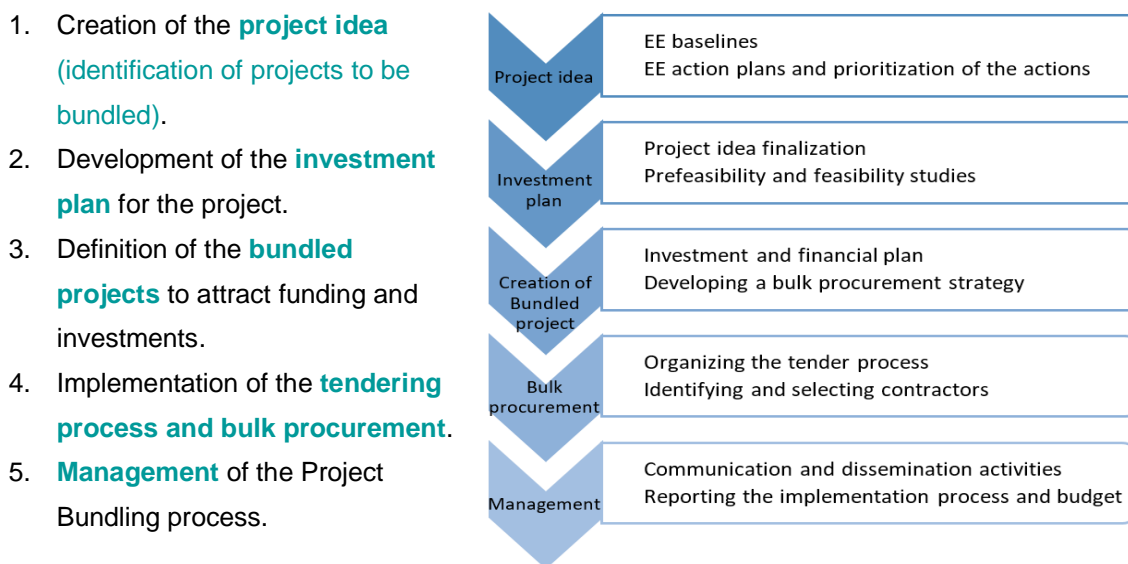 1. Creation of the project idea
(identification of projects to be
bundled).
2. Development of the investment
plan for the project.
3. Definition of the bundled
projects to attract funding and
investments.
4. Implementation of the tendering
process and bulk procurement.
5. Management of the Project
Bundling process.
Project idea
EE baselines
EE action plans and prioritization of the actions
Investment
plan
Project idea finalization
Prefeasibility and feasibility studies
Creation of
Bundled
project
Investment and financial plan
Developing a bulk procurement strategy
Bulk
procurement
Organizing the tender process
Identifying and selecting contractors
Management
Communication and dissemination activities
Reporting the implementation process and budget